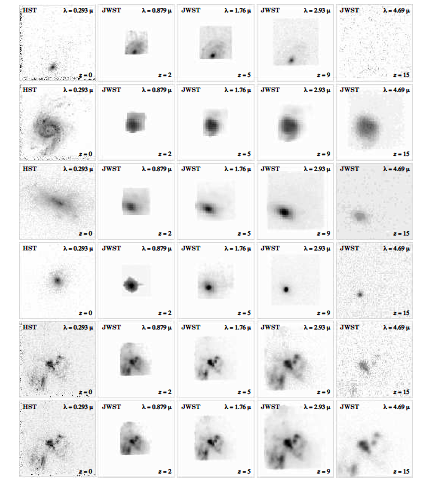 HST λ = 0.293 μ JWST λ = 0.879 μ JWST λ = 1.76 μ JWST λ = 2.93 μ JWST λ = 4.69 μ
z = 0 z = 2 z = 5 z = 9 z = 15
HST λ = 0.293 μ JWST λ = 0.879 μ JWST λ = 1.76 μ JWST λ = 2.93 μ JWST λ = 4.69 μ
z = 0 z = 2 z = 5 z = 9 z = 15
HST λ = 0.293 μ JWST λ = 0.879 μ JWST λ = 1.76 μ JWST λ = 2.93 μ JWST λ = 4.69 μ
z = 0 z = 2 z = 5 z = 9 z = 15
HST λ = 0.293 μ JWST λ = 0.879 μ JWST λ = 1.76 μ JWST λ = 2.93 μ JWST λ = 4.69 μ
z = 0 z = 2 z = 5 z = 9 z = 15
HST λ = 0.293 μ JWST λ = 0.879 μ JWST λ = 1.76 μ JWST λ = 2.93 μ JWST λ = 4.69 μ
z = 0 z = 2 z = 5 z = 9 z = 15
HST λ = 0.293 μ JWST λ = 0.879 μ JWST λ = 1.76 μ JWST λ = 2.93 μ JWST λ = 4.69 μ
z = 0 z = 2 z = 5 z = 9 z = 15